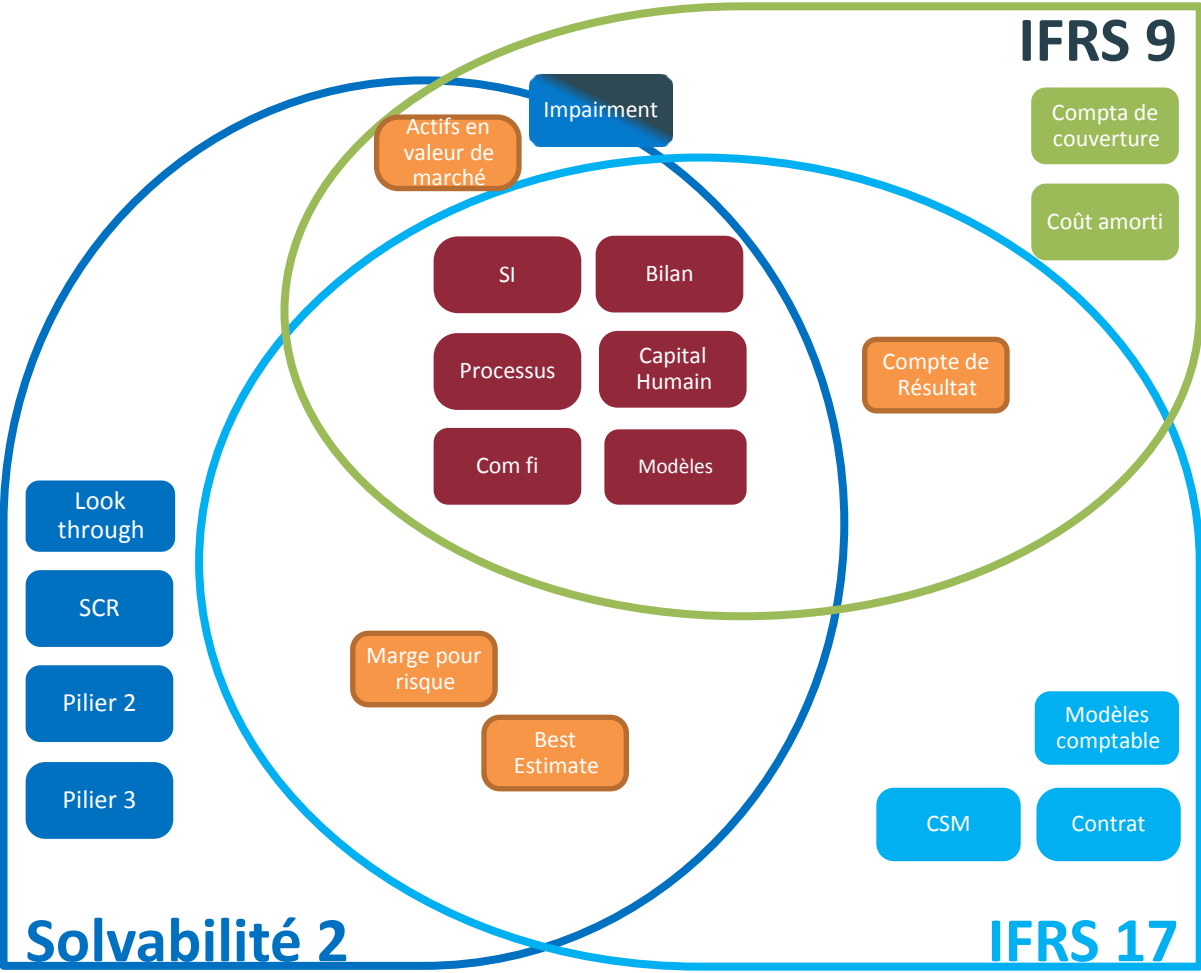 IFRS 9
Impairment
Compta de
couverture
Actifs en
valeur de
marché
Coût amorti
SI
Bilan
Processus
Capital
Humain
Compte de
Résultat
Com fi
Modèles
Look
through
SCR
Marge pour
risque
Pilier 2
Best
Estimate
Modèles
comptable
Pilier 3
CSM
Contrat
Solvabilité 2
IFRS 17